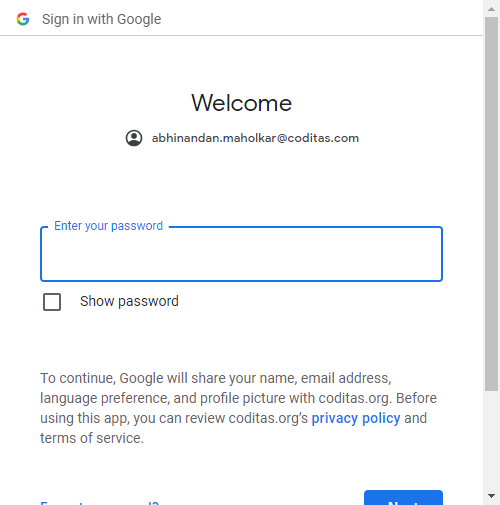 Sign in with Google
Welcome
abhinandan.maholkar@coditas.com
Enter your password
Show password
To continue, Google will share your name, email address,
language preference, and profile picture with coditas.org. Before
using this app, you can review coditas.org's privacy policy and
terms of service.